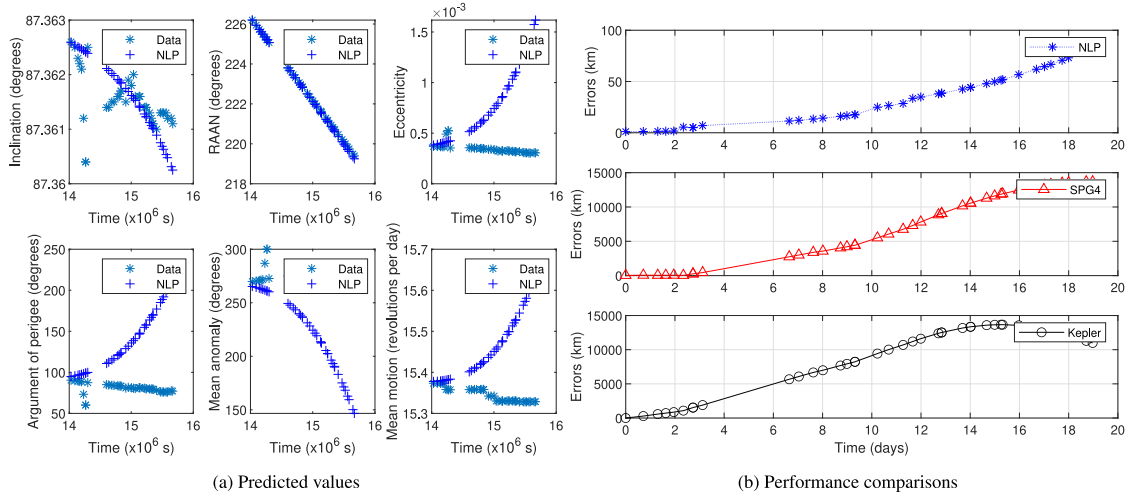 87.363
87.362
87.361
87.36
Inclination (degrees)
14 15 16
Time (x10^6 s)
Data
NLP
226
224
222
220
218
RAAN (degrees)
14 15 16
Time (x10^6 s)
Data
NLP
×10^-3
1.5
1
0.5
0
Eccentricity
14 15 16
Time (x10^6 s)
Data
NLP
250
200
150
100
50
Argument of perigee (degrees)
14 15 16
Time (x10^6 s)
Data
NLP
300
250
200
150
Mean anomaly (degrees)
14 15 16
Time (x10^6 s)
Data
NLP
15.7
15.6
15.5
15.4
15.3
Mean motion (revolutions per day)
14 15 16
Time (x10^6 s)
Data
NLP
(a) Predicted values
100
50
0
Errors (km)
NLP
0 2 4 6 8 10 12 14 16 18 20
15000
10000
5000
0
Errors (km)
SPG4
0 2 4 6 8 10 12 14 16 18 20
15000
10000
5000
0
Errors (km)
Kepler
0 2 4 6 8 10 12 14 16 18 20
Time (days)
(b) Performance comparisons